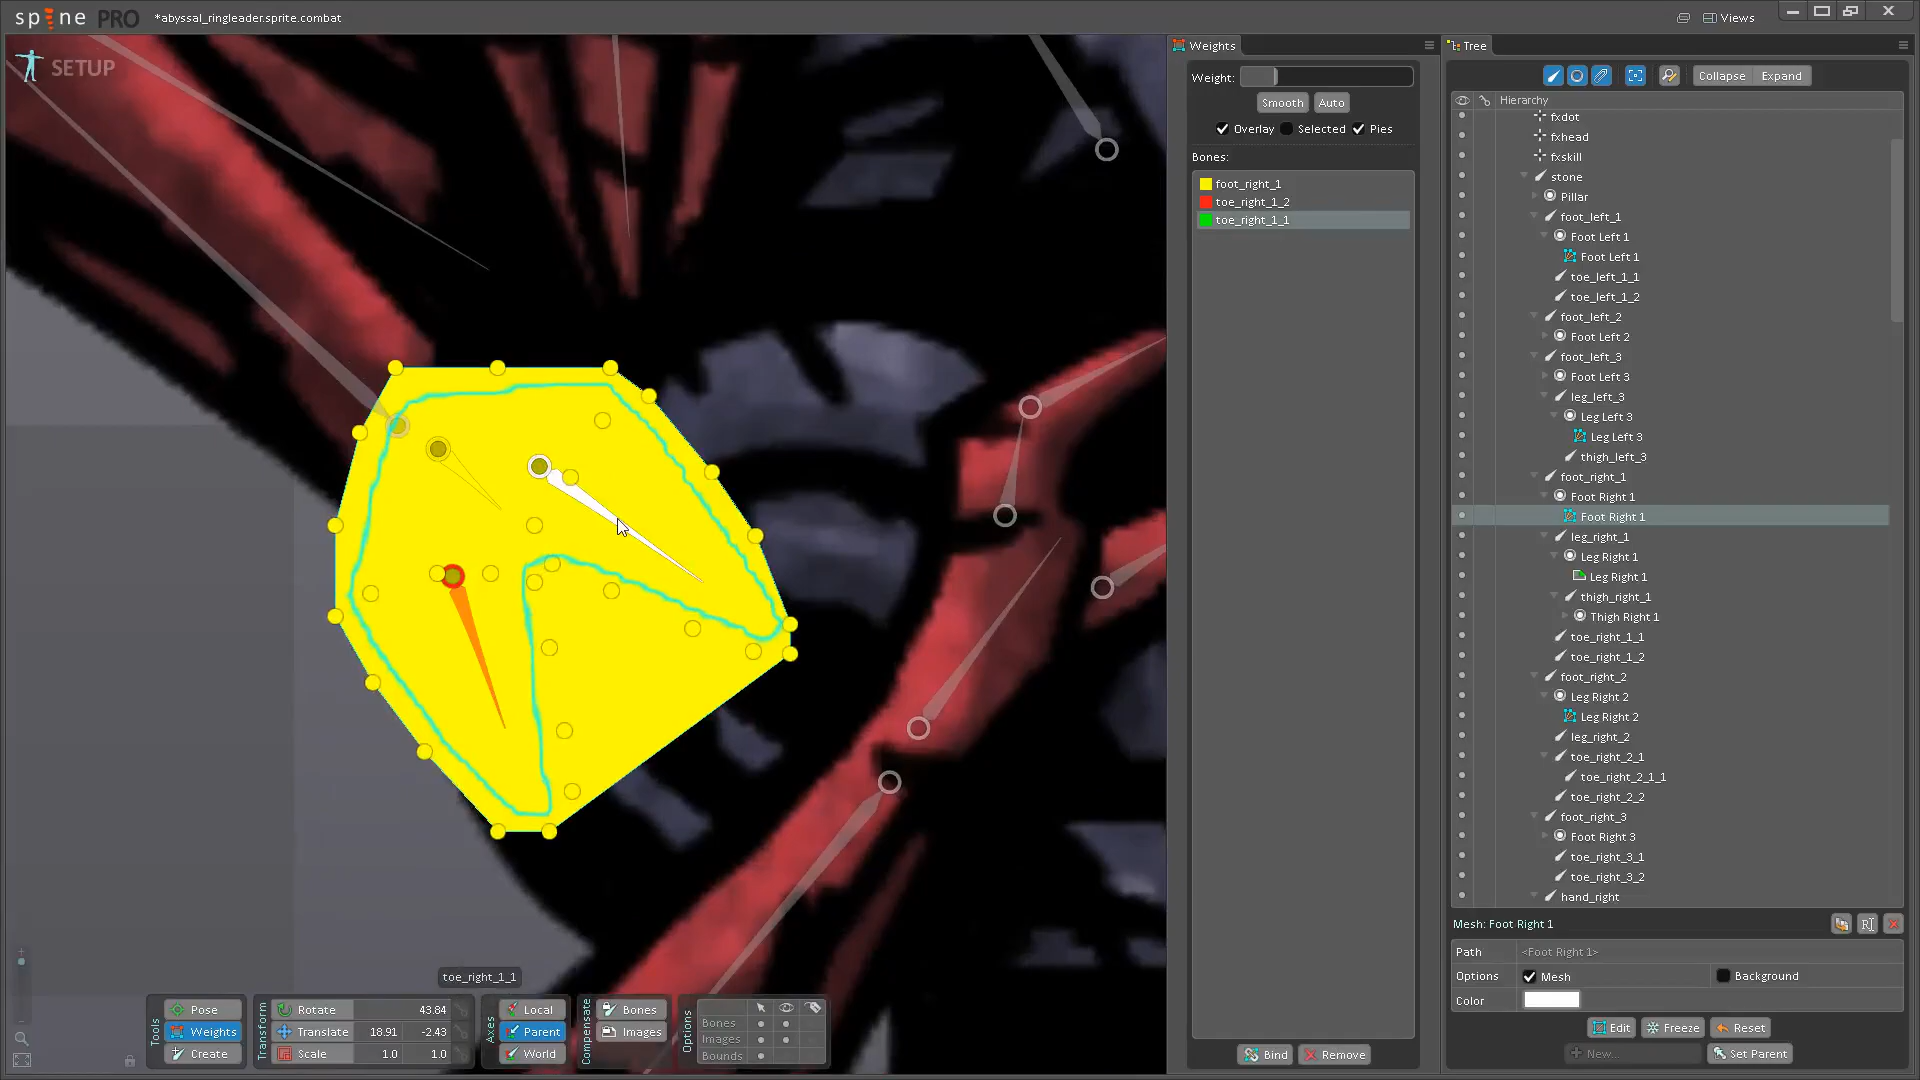 spine PRO *abyssal_ringleader.sprite.combat
Views
SETUP
Weights
Weight:
Smooth Auto
Overlay Selected Pies
Bones:
foot_right_1
toe_right_1_2
toe_right_1_1
Bind Remove
Tree
Collapse Expand
Hierarchy
fxdot
fxhead
fxskill
stone
Pillar
foot_left_1
Foot Left 1
Foot Left 1
toe_left_1_1
toe_left_1_2
foot_left_2
Foot Left 2
foot_left_3
Foot Left 3
leg_left_3
Leg Left 3
Leg Left 3
thigh_left_3
foot_right_1
Foot Right 1
Foot Right 1
leg_right_1
Leg Right 1
Leg Right 1
thigh_right_1
Thigh Right 1
toe_right_1_1
toe_right_1_2
foot_right_2
Leg Right 2
Leg Right 2
leg_right_2
toe_right_2_1
toe_right_2_1_1
toe_right_2_2
foot_right_3
Foot Right 3
toe_right_3_1
toe_right_3_2
hand_right
Mesh: Foot Right 1
Path <Foot Right 1>
Options Mesh Background
Color
Edit Freeze Reset
New... Set Parent
toe_right_1_1
Tools
Pose
Weights
Create
Transform
Rotate 43.84
Translate 18.91 -2.43
Scale 1.0 1.0
Axes
Local
Parent
World
Compensate
Bones
Images
Options
Bones
Images
Bounds